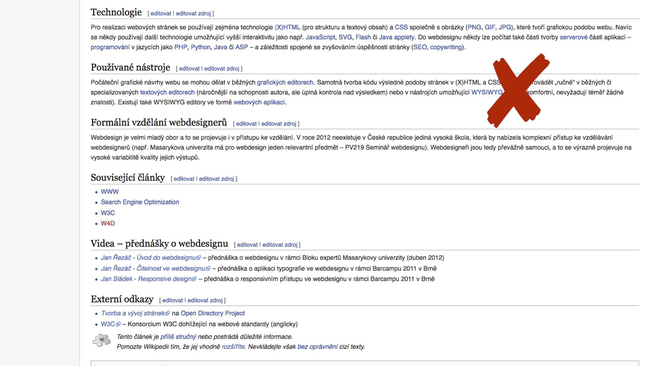 Technologie [ editovat | editovat zdroj ]
Pro realizaci webových stránek se používají zejména technologie (X)HTML (pro strukturu a textový obsah) a CSS společně s obrázky (PNG, GIF, JPG), které tvoří grafickou podobu webu. Navíc
se někdy používají další technologie umožňující vyšší interaktivitu jako např. JavaScript, SVG, Flash či Java applety. Do webdesignu někdy lze počítat také části tvorby serverové části aplikací –
programování v jazycích jako PHP, Python, Java či ASP – a záležitosti spojené se zvyšováním úspěšnosti stránky (SEO, copywriting).
Používané nástroje [ editovat | editovat zdroj ]
Počáteční grafické návrhy webu se mohou dělat v běžných grafických editorech. Samotná tvorba kódu výsledné podoby stránek v (X)HTML a CSS provádět „ručně" v běžných či
specializovaných textových editorech (náročnější na schopnosti autora, ale úplná kontrola nad výsledkem) nebo v nástrojích umožňující WYSIWYG komfortní, nevyžadují téměř žádné
znalosti). Existují také WYSIWYG editory ve formě webových aplikací.
Formální vzdělání webdesignerů [ editovat | editovat zdroj ]
Webdesign je velmi mladý obor a to se projevuje i v přístupu ke vzdělání. V roce 2012 neexistuje v České republice jediná vysoká škola, která by nabízela komplexní přístup ke vzdělávání
webdesignerů (např. Masarykova univerzita má pro webdesign jeden relevantní předmět – PV219 Seminář webdesignu). Webdesigneři jsou tedy převážně samouci, a to se výrazně projevuje na
vysoké variabilitě kvality jejich výstupů.
Související články [ editovat | editovat zdroj ]
WWW
Search Engine Optimization
W3C
W4D
Videa – přednášky o webdesignu [ editovat | editovat zdroj ]
Jan Řezáč - Úvod do webdesignu – přednáška o webdesignu v rámci Bloku expertů Masarykovy univerzity (duben 2012)
Jan Řezáč - Čitelnost ve webdesignu – přednáška o aplikaci typografie ve webdesignu v rámci Barcampu 2011 v Brně
Jan Sládek - Responsive design – přednáška o responsivním přístupu ve webdesignu v rámci Barcampu 2011 v Brně
Externí odkazy [ editovat | editovat zdroj ]
Tvorba a vývoj stránek na Open Directory Project
W3C – Konsorcium W3C dohlížející na webové standardy (anglicky)
Tento článek je příliš stručný nebo postrádá důležité informace.
Pomozte Wikipedii tím, že jej vhodně rozšíříte. Nevkládejte však bez oprávnění cizí texty.